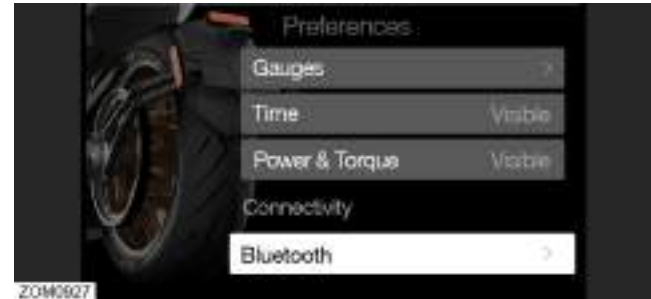 Preferences
Gauges
Time Visible
Power & Torque Visible
Connectivity
Bluetooth
ZOM0927